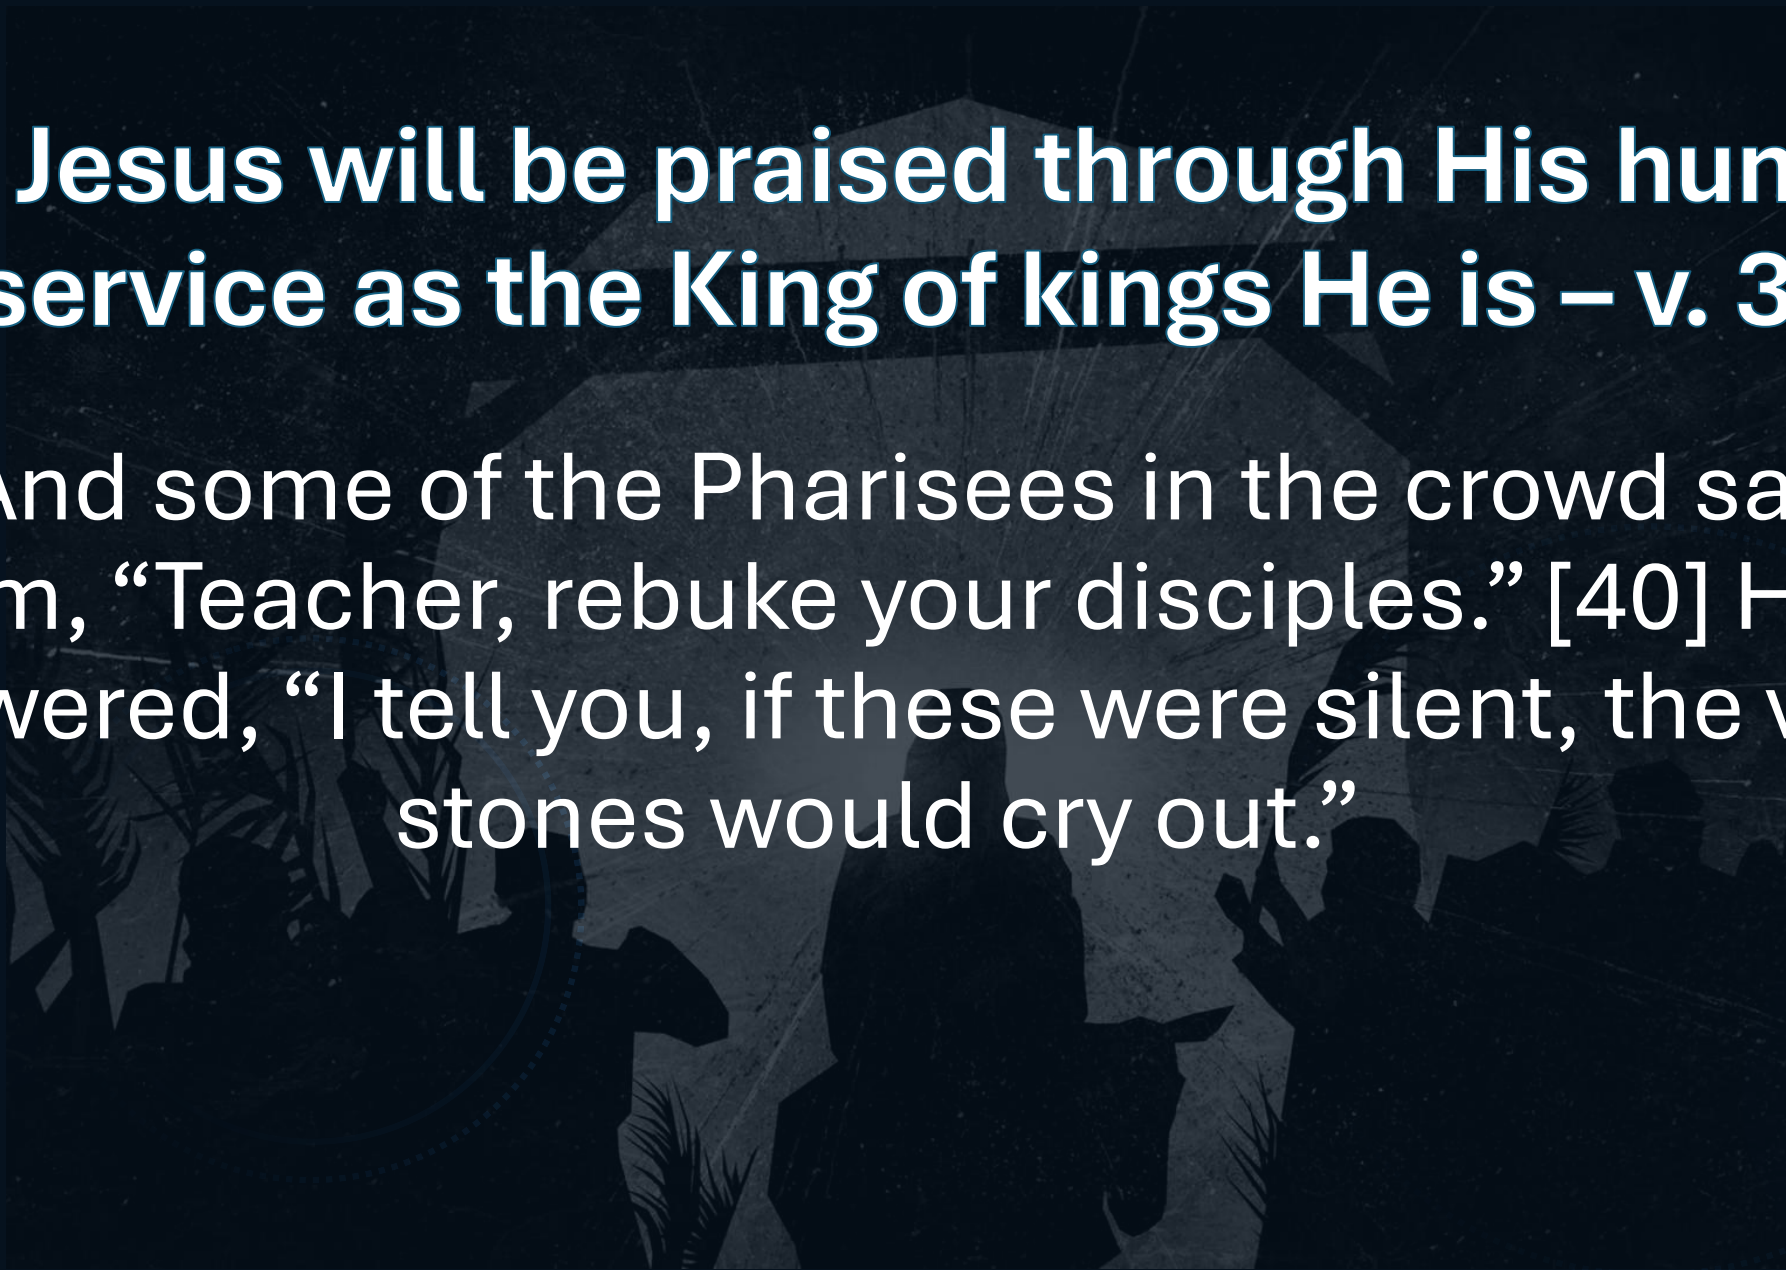 Jesus will be praised through His hun
service as the King of kings He is – v. 3
And some of the Pharisees in the crowd sa
m, “Teacher, rebuke your disciples.” [40] H
wered, “I tell you, if these were silent, the v
stones would cry out.”